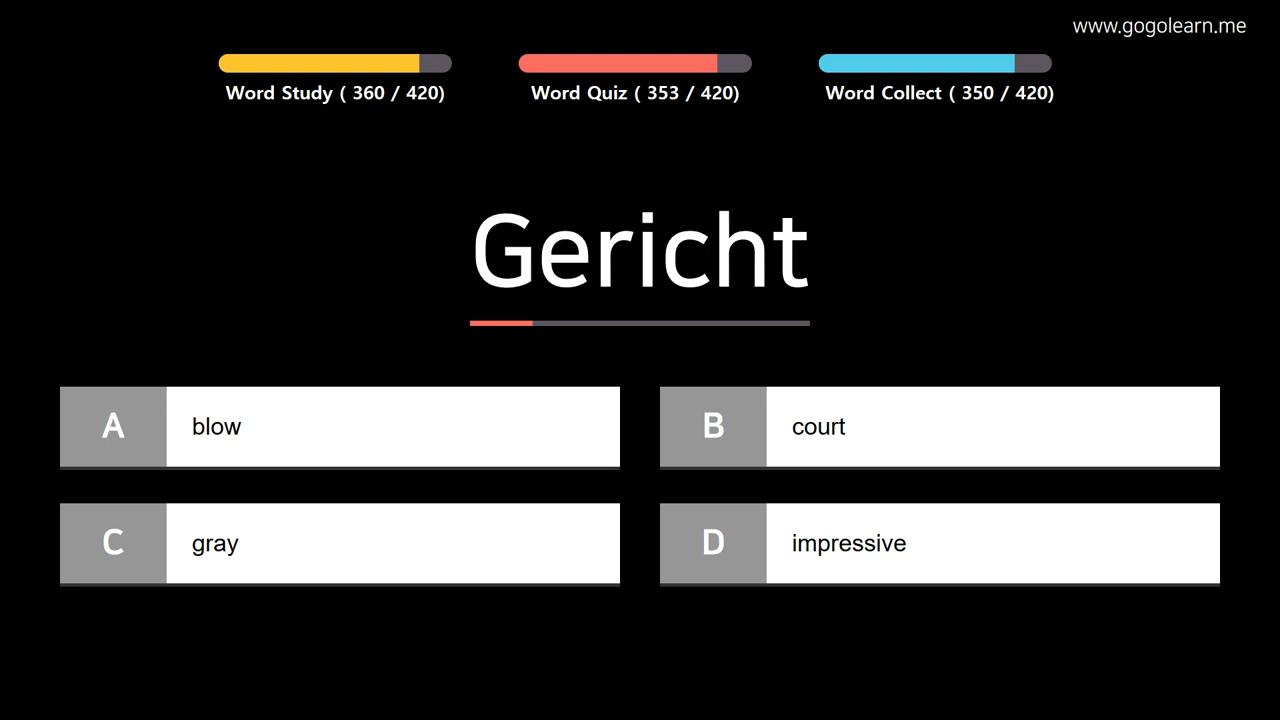 www.gogolearn.me
Word Study ( 360 / 420)
Word Quiz ( 353 / 420)
Word Collect ( 350 / 420)
Gericht
A blow
B court
C gray
D impressive